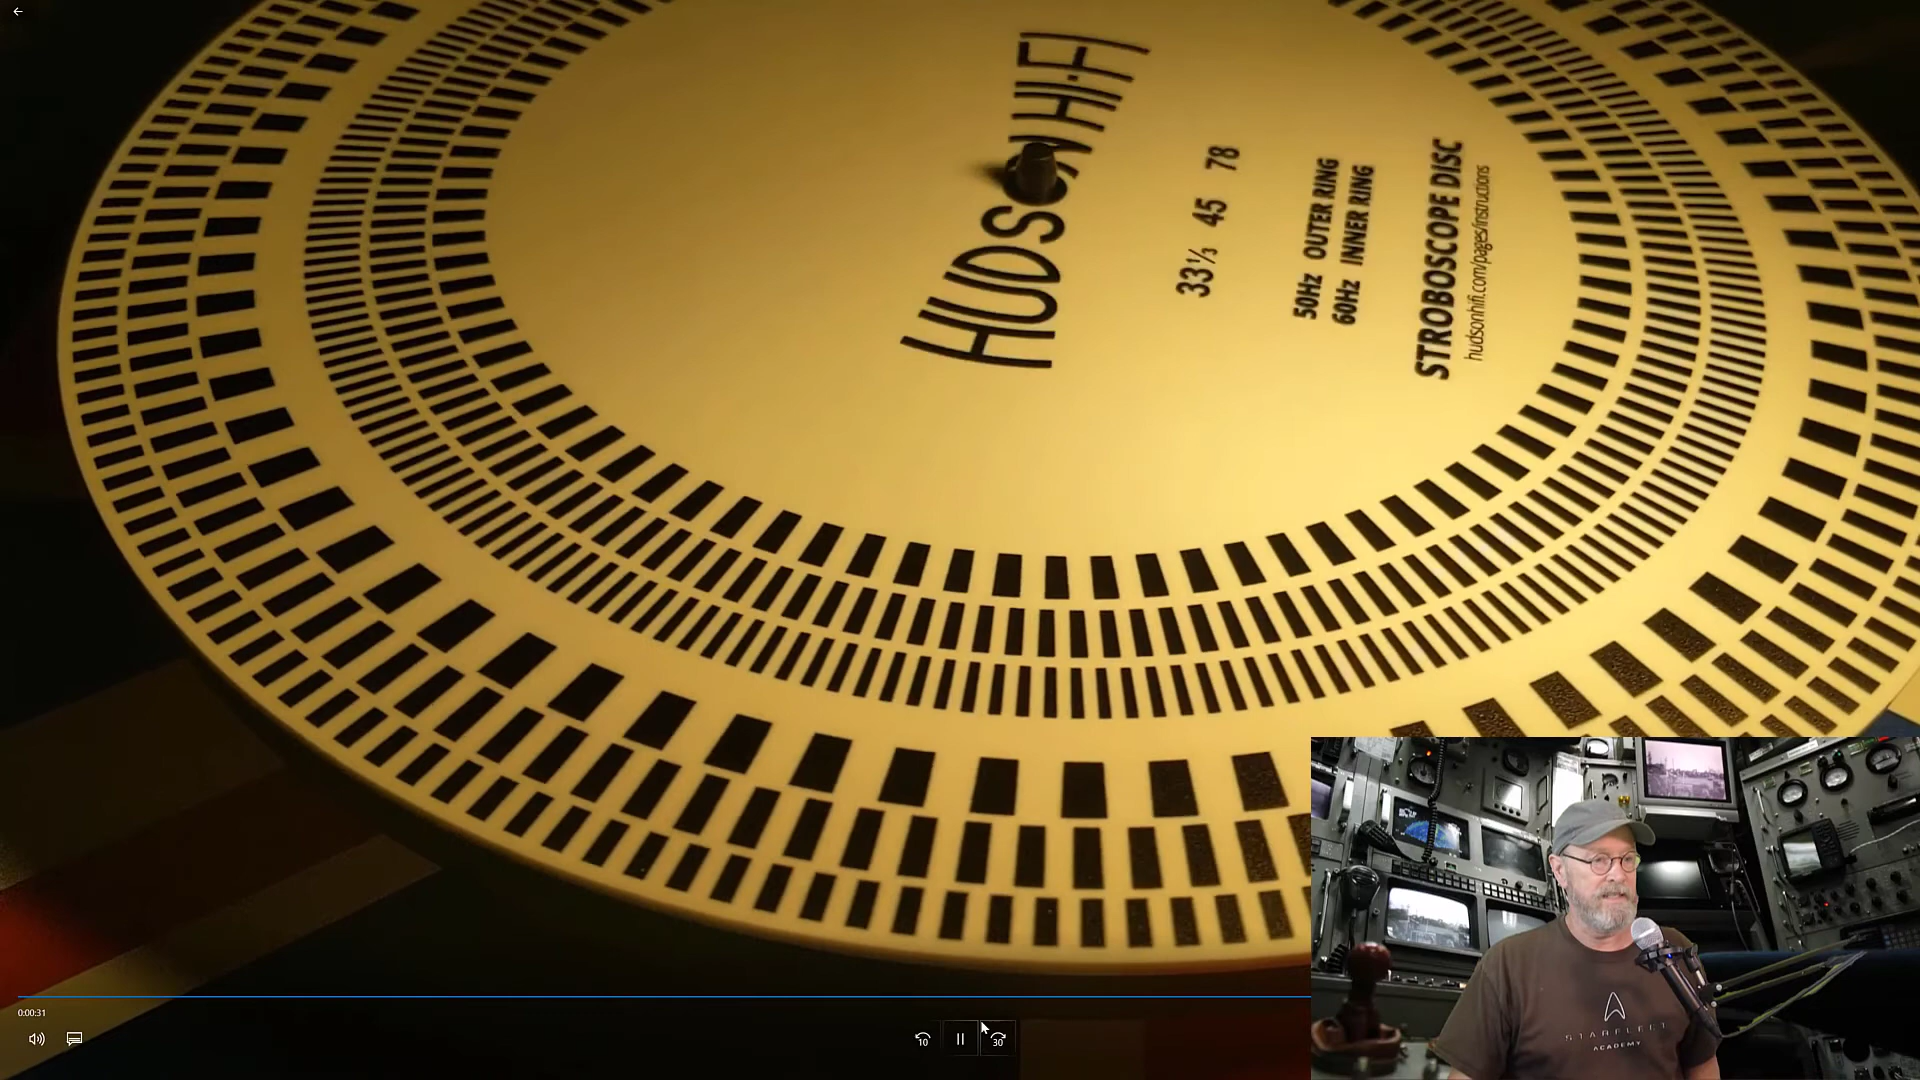 HUDSON HI-FI
33⅓ 45 78
50Hz OUTER RING
60Hz INNER RING
STROBOSCOPE DISC
hudsonhifi.com/pages/instructions
STARFLEET
ACADEMY
0:00:31
10
30